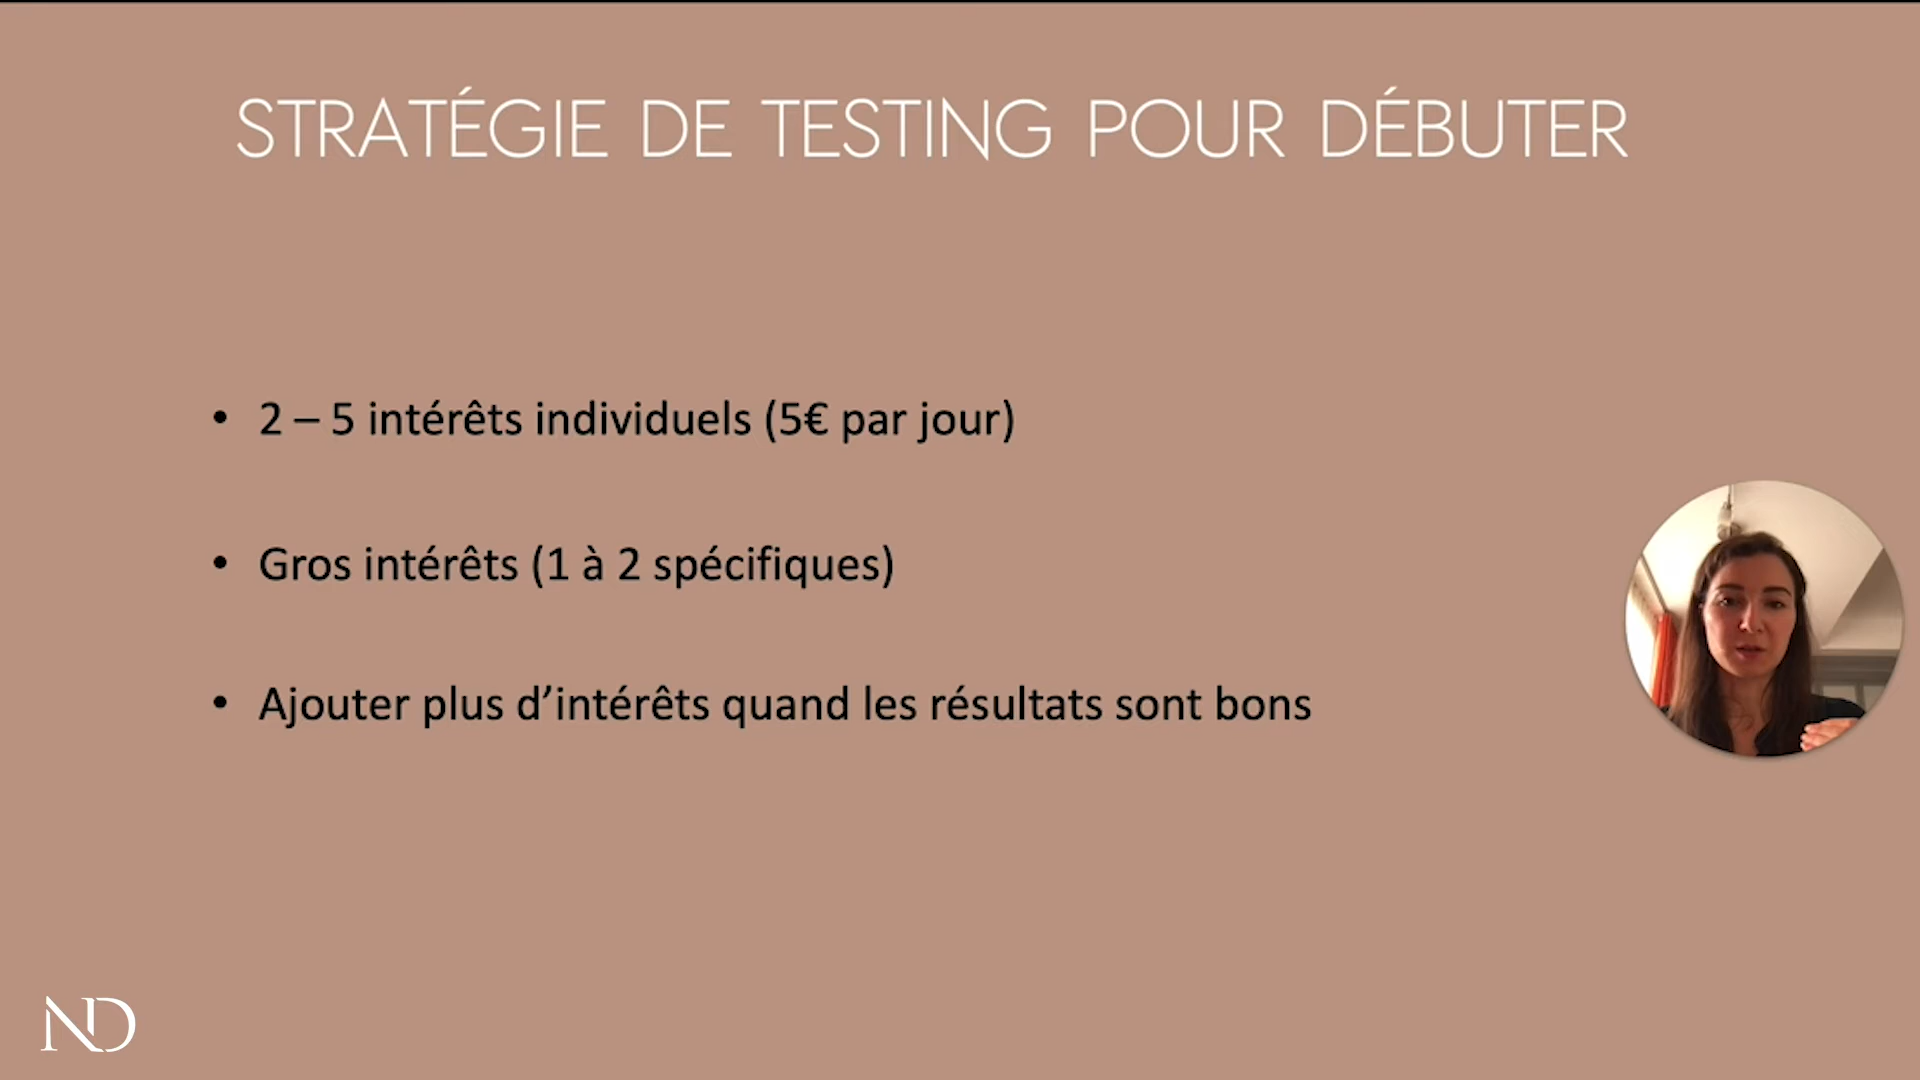 STRATÉGIE DE TESTING POUR DÉBUTER
• 2 – 5 intérêts individuels (5€ par jour)
• Gros intérêts (1 à 2 spécifiques)
• Ajouter plus d’intérêts quand les résultats sont bons
ND